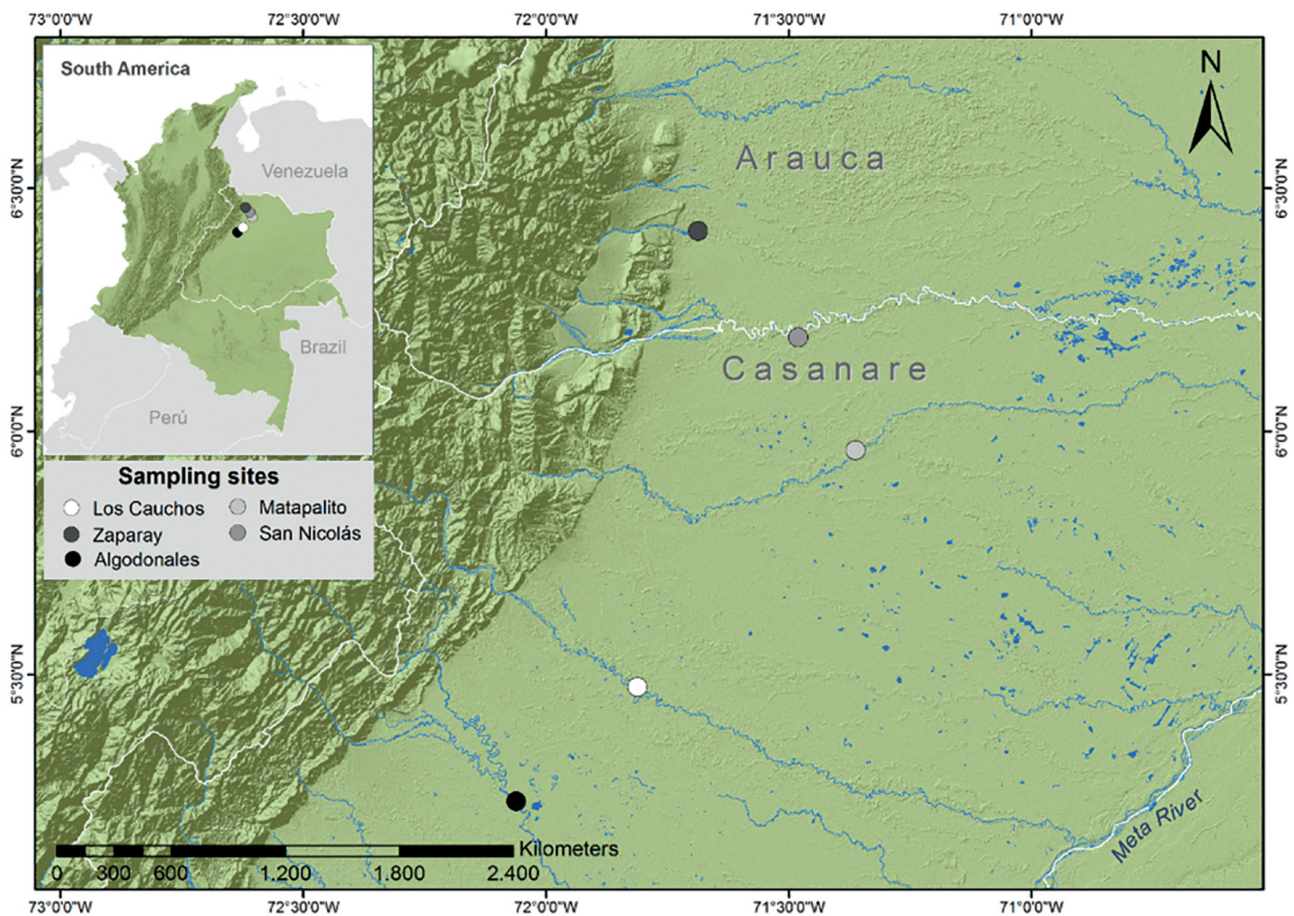 73°0'0"W 72°30'0"W 72°0'0"W 71°30'0"W 71°0'0"W
South America
Venezuela
Brazil
Perú
N
Arauca
6°30'0"N 6°30'0"N
Casanare
6°0'0"N 6°0'0"N
Sampling sites
Los Cauchos Matapalito
Zaparay San Nicolás
Algodonales
5°30'0"N 5°30'0"N
Meta River
Kilometers
0 300 600 1.200 1.800 2.400
73°0'0"W 72°30'0"W 72°0'0"W 71°30'0"W 71°0'0"W